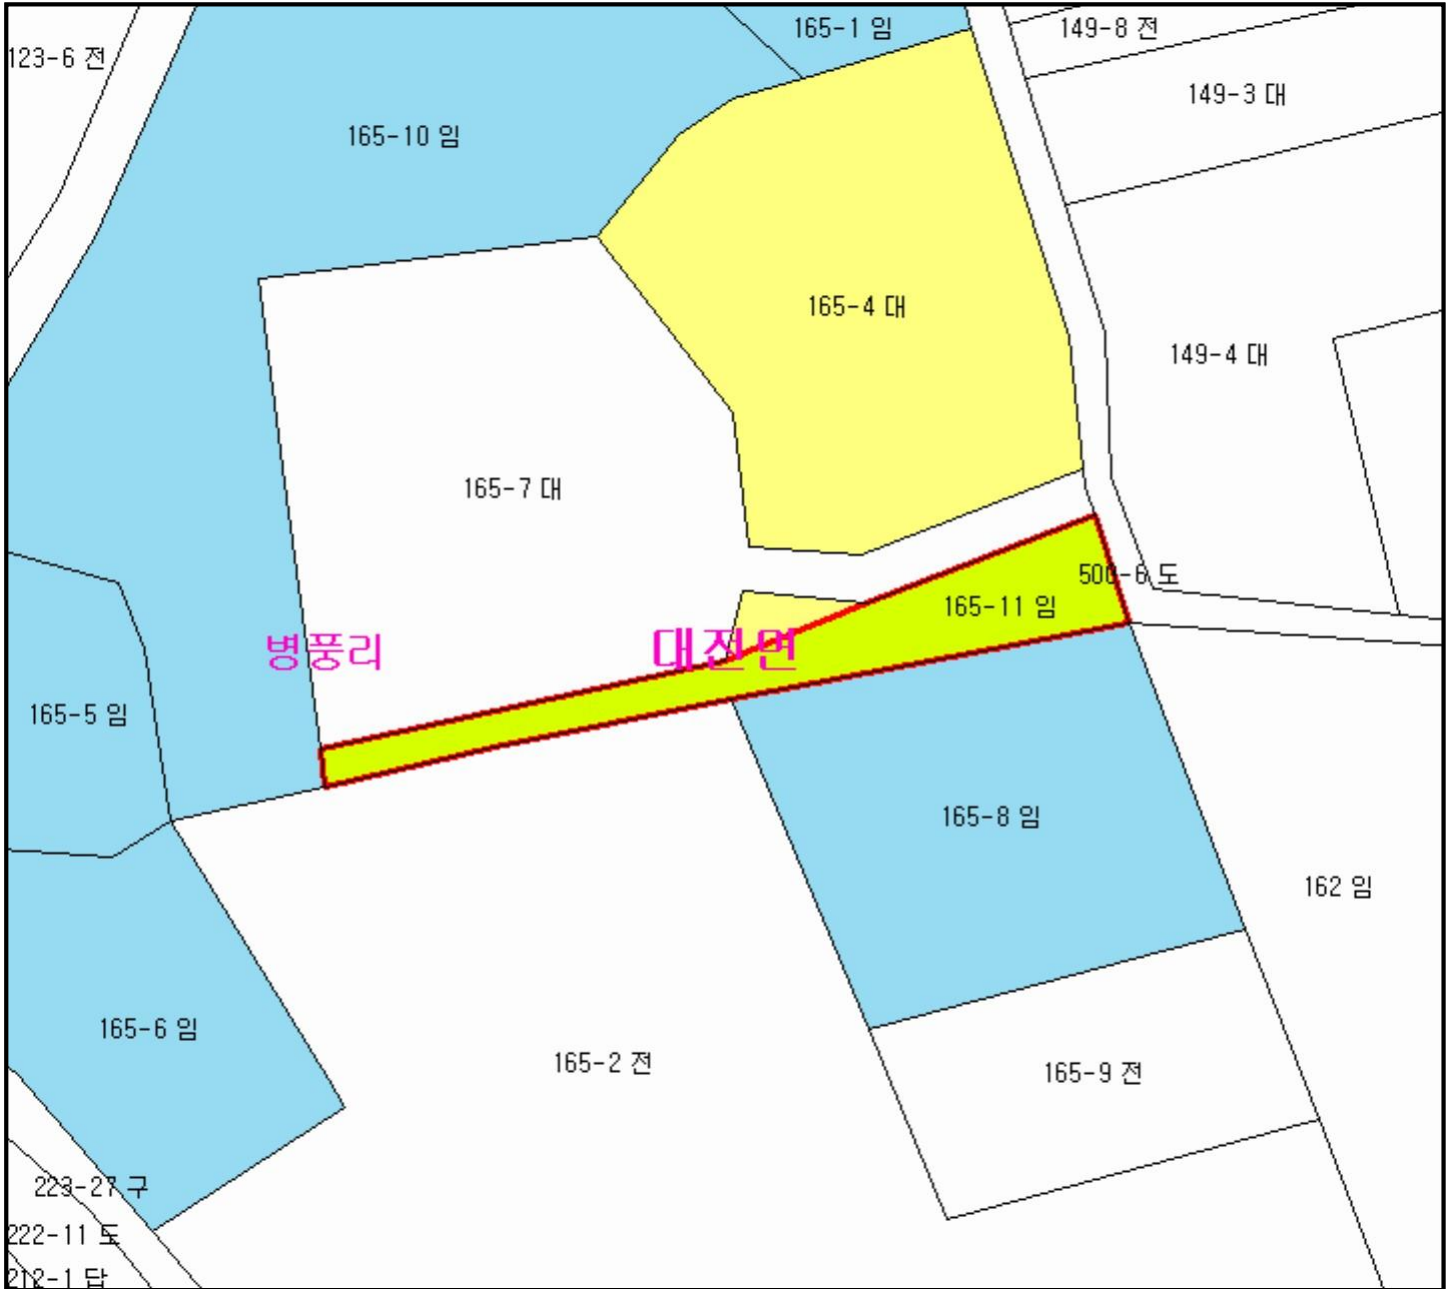 165-1 임
149-8 전
123-6 전
149-3 대
165-10 임
165-4 대
149-4 대
165-7 대
500-6 도
165-11 임
병풍리
대전면
165-5 임
165-8 임
162 임
165-6 임
165-2 전
165-9 전
223-27 구
222-11 도
212-1 답